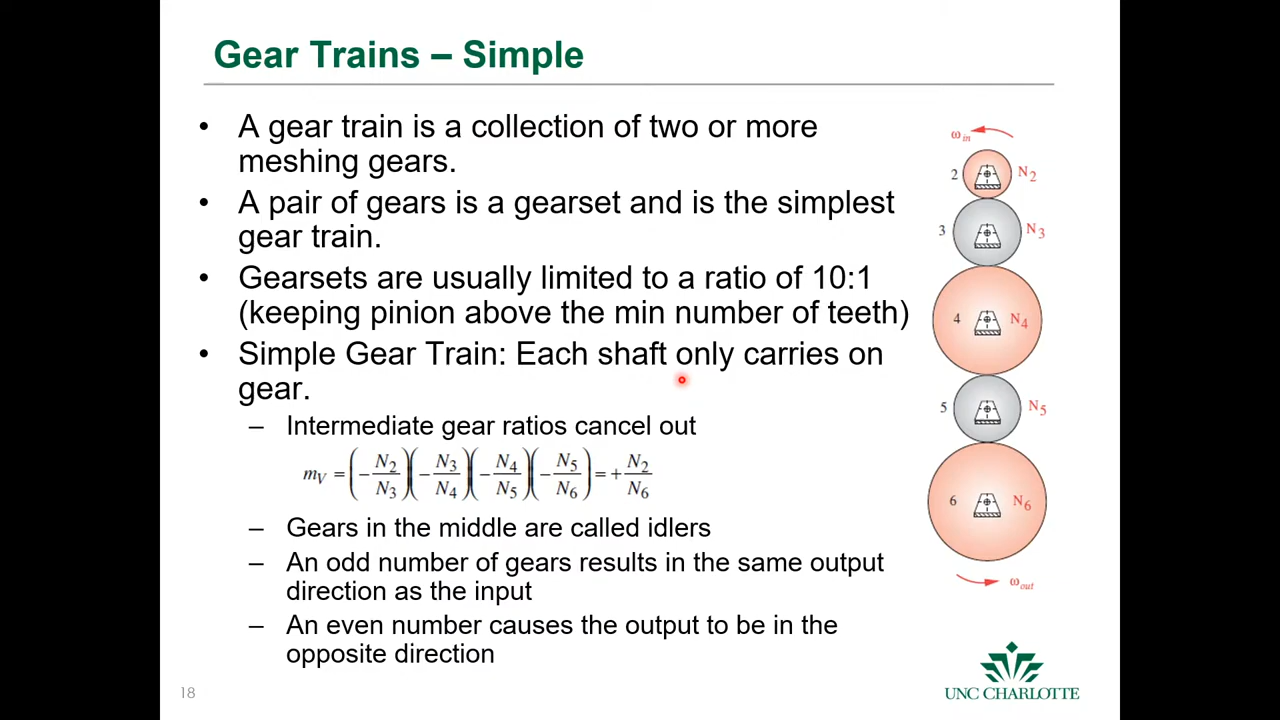 Gear Trains – Simple
• A gear train is a collection of two or more
meshing gears.
• A pair of gears is a gearset and is the simplest
gear train.
• Gearsets are usually limited to a ratio of 10:1
(keeping pinion above the min number of teeth)
• Simple Gear Train: Each shaft only carries on
gear.
– Intermediate gear ratios cancel out
m_V = (−N₂/N₃)(−N₃/N₄)(−N₄/N₅)(−N₅/N₆) = +N₂/N₆
– Gears in the middle are called idlers
– An odd number of gears results in the same output
direction as the input
– An even number causes the output to be in the
opposite direction
ω_in
2 N₂
3 N₃
4 N₄
5 N₅
6 N₆
ω_out
18
UNC CHARLOTTE